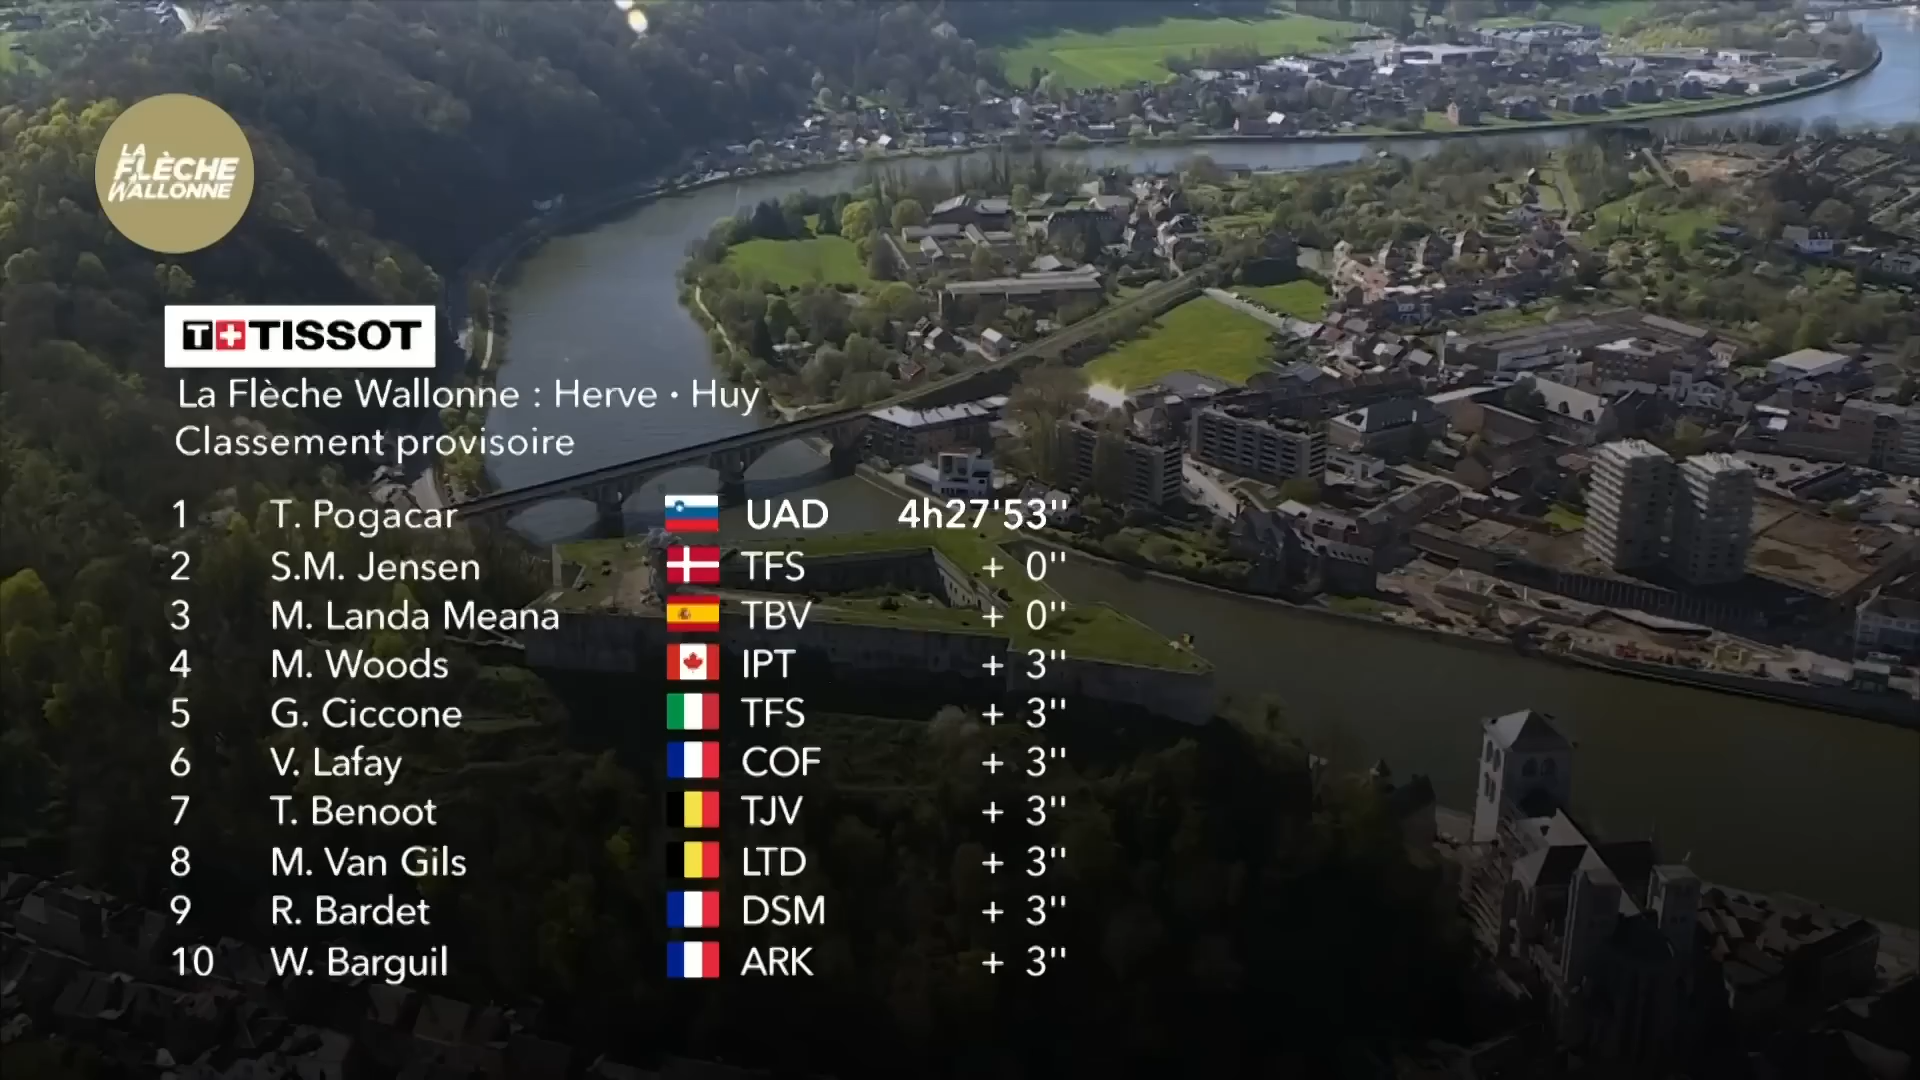 LA
FLÈCHE
WALLONNE
T+TISSOT
La Flèche Wallonne : Herve · Huy
Classement provisoire
1 T. Pogacar UAD 4h27'53''
2 S.M. Jensen TFS + 0''
3 M. Landa Meana TBV + 0''
4 M. Woods IPT + 3''
5 G. Ciccone TFS + 3''
6 V. Lafay COF + 3''
7 T. Benoot TJV + 3''
8 M. Van Gils LTD + 3''
9 R. Bardet DSM + 3''
10 W. Barguil ARK + 3''